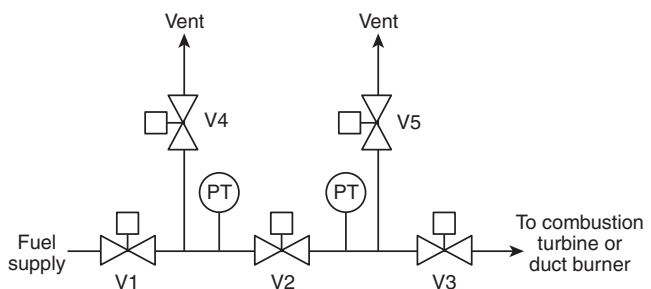 Vent
Vent
V4
V5
PT
PT
Fuel
supply
V1
V2
V3
To combustion
turbine or
duct burner